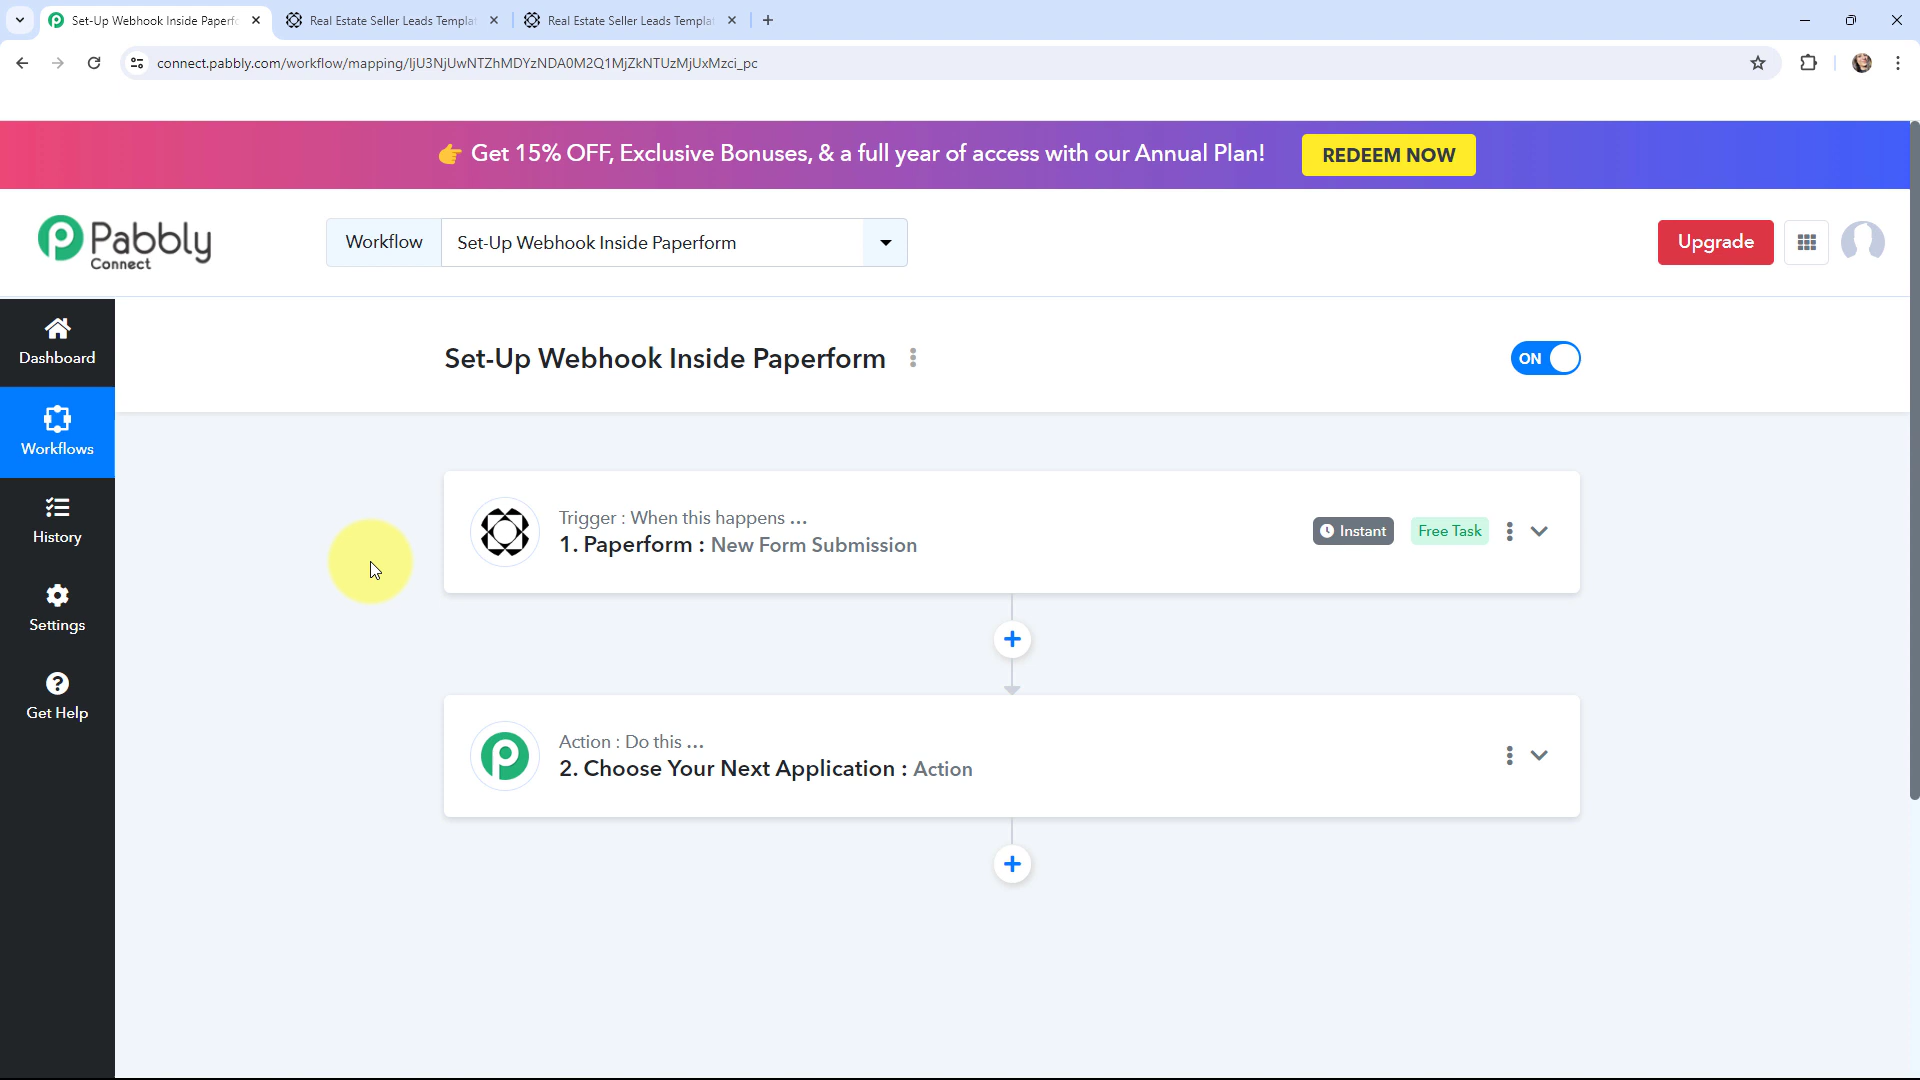 Set-Up Webhook Inside Paperfo
Real Estate Seller Leads Templat
Real Estate Seller Leads Templat
connect.pabbly.com/workflow/mapping/IjU3NjUwNTZhMDYzNDA0M2Q1MjZkNTUzMjUxMzci_pc
👉 Get 15% OFF, Exclusive Bonuses, & a full year of access with our Annual Plan!
REDEEM NOW
Pabbly
Connect
Workflow
Set-Up Webhook Inside Paperform
Upgrade
Dashboard
Workflows
History
Settings
Get Help
Set-Up Webhook Inside Paperform
ON
Trigger : When this happens ...
1. Paperform : New Form Submission
Instant
Free Task
Action : Do this ...
2. Choose Your Next Application : Action